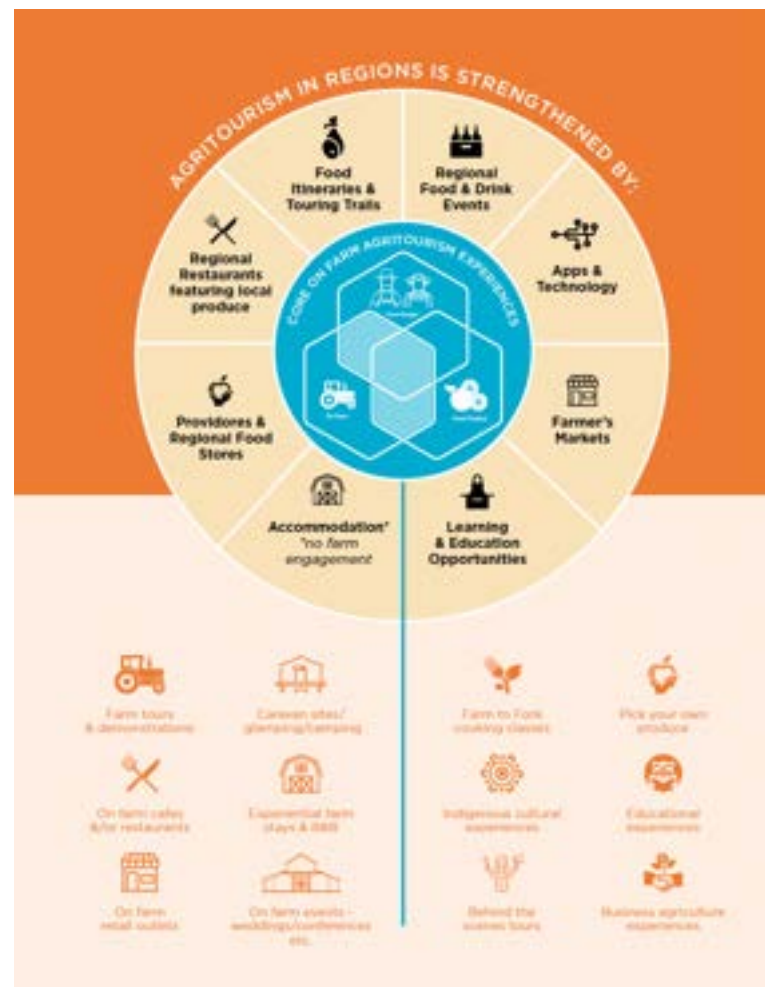 AGRITOURISM IN REGIONS IS STRENGTHENED BY:
Food
Itineraries &
Touring Trails
Regional
Food & Drink
Events
Regional
Restaurants
featuring local
produce
Apps &
Technology
CORE ON FARM AGRITOURISM EXPERIENCES
Providores &
Regional Food
Stores
Farmer's
Markets
Accommodation*
*no farm
engagement
Learning
& Education
Opportunities
Farm tours
& demonstrations
Caravan sites/
glamping/camping
Farm to Fork
cooking classes
Pick your own
produce
On farm cafes
&/or restaurants
Experiential farm
stays & B&B
Indigenous cultural
experiences
Educational
experiences
On farm
retail outlets
On farm events -
weddings/conferences
etc.
Behind the
scenes tours
Business agriculture
experiences